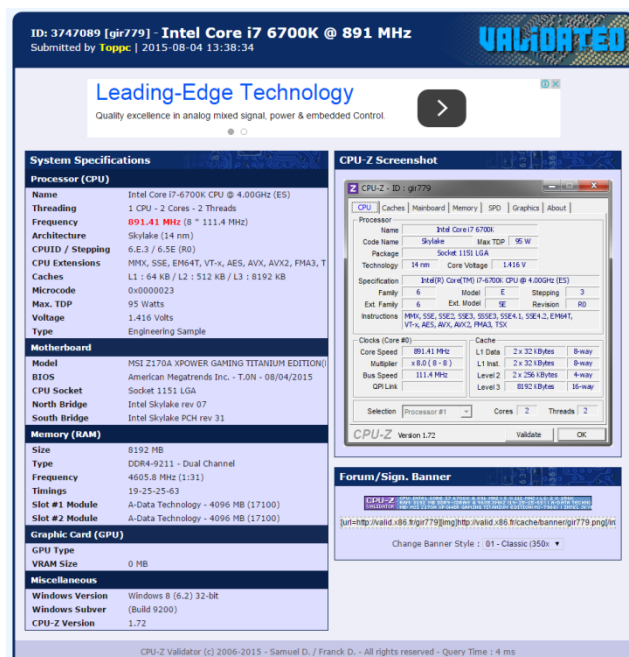 ID: 3747089 [gir779] - Intel Core i7 6700K @ 891 MHz
Submitted by Toppc | 2015-08-04 13:38:34
VALIDATED
Leading-Edge Technology
Quality excellence in analog mixed signal, power & embedded Control.
System Specifications
Processor (CPU)
Name Intel Core i7-6700K CPU @ 4.00GHz (ES)
Threading 1 CPU - 2 Cores - 2 Threads
Frequency 891.41 MHz (8 * 111.4 MHz)
Architecture Skylake (14 nm)
CPUID / Stepping 6.E.3 / 6.5E (R0)
CPU Extensions MMX, SSE, EM64T, VT-x, AES, AVX, AVX2, FMA3, T
Caches L1 : 64 KB / L2 : 512 KB / L3 : 8192 KB
Microcode 0x0000023
Max. TDP 95 Watts
Voltage 1.416 Volts
Type Engineering Sample
Motherboard
Model MSI Z170A XPOWER GAMING TITANIUM EDITION(
BIOS American Megatrends Inc. - T.0N - 08/04/2015
CPU Socket Socket 1151 LGA
North Bridge Intel Skylake rev 07
South Bridge Intel Skylake PCH rev 31
Memory (RAM)
Size 8192 MB
Type DDR4-9211 - Dual Channel
Frequency 4605.8 MHz (1:31)
Timings 19-25-25-63
Slot #1 Module A-Data Technology - 4096 MB (17100)
Slot #2 Module A-Data Technology - 4096 MB (17100)
Graphic Card (GPU)
GPU Type
VRAM Size 0 MB
Miscellaneous
Windows Version Windows 8 (6.2) 32-bit
Windows Subver (Build 9200)
CPU-Z Version 1.72
CPU-Z Screenshot
CPU-Z - ID : gir779
CPU Caches Mainboard Memory SPD Graphics About
Processor
Name Intel Core i7 6700K
Code Name Skylake Max TDP 95 W
Package Socket 1151 LGA
Technology 14 nm Core Voltage 1.416 V
Specification Intel(R) Core(TM) i7-6700K CPU @ 4.00GHz (ES)
Family 6 Model E Stepping 3
Ext. Family 6 Ext. Model 5E Revision R0
Instructions MMX, SSE, SSE2, SSE3, SSSE3, SSE4.1, SSE4.2, EM64T,
VT-x, AES, AVX, AVX2, FMA3, TSX
Clocks (Core #0) Cache
Core Speed 891.41 MHz L1 Data 2 x 32 KBytes 8-way
Multiplier x 8.0 ( 8 - 8 ) L1 Inst. 2 x 32 KBytes 8-way
Bus Speed 111.4 MHz Level 2 2 x 256 KBytes 4-way
QPI Link Level 3 8192 KBytes 16-way
Selection Processor #1 Cores 2 Threads 2
CPU-Z Version 1.72 Validate OK
Forum/Sign. Banner
CPU-Z
VALIDATOR
[url=http://valid.x86.fr/gir779][img]http://valid.x86.fr/cache/banner/gir779.png[/in
Change Banner Style : 01 - Classic (350x
CPU-Z Validator (c) 2006-2015 - Samuel D. / Franck D. - All rights reserved - Query Time : 4 ms